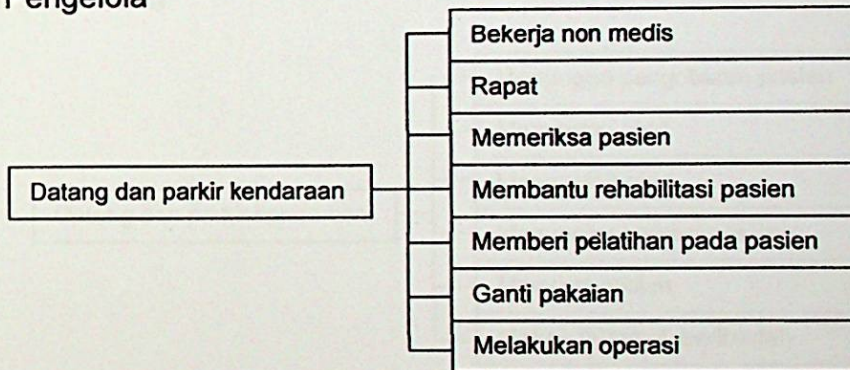 Pengelola
Bekerja non medis
Rapat
Memeriksa pasien
Datang dan parkir kendaraan
Membantu rehabilitasi pasien
Memberi pelatihan pada pasien
Ganti pakaian
Melakukan operasi